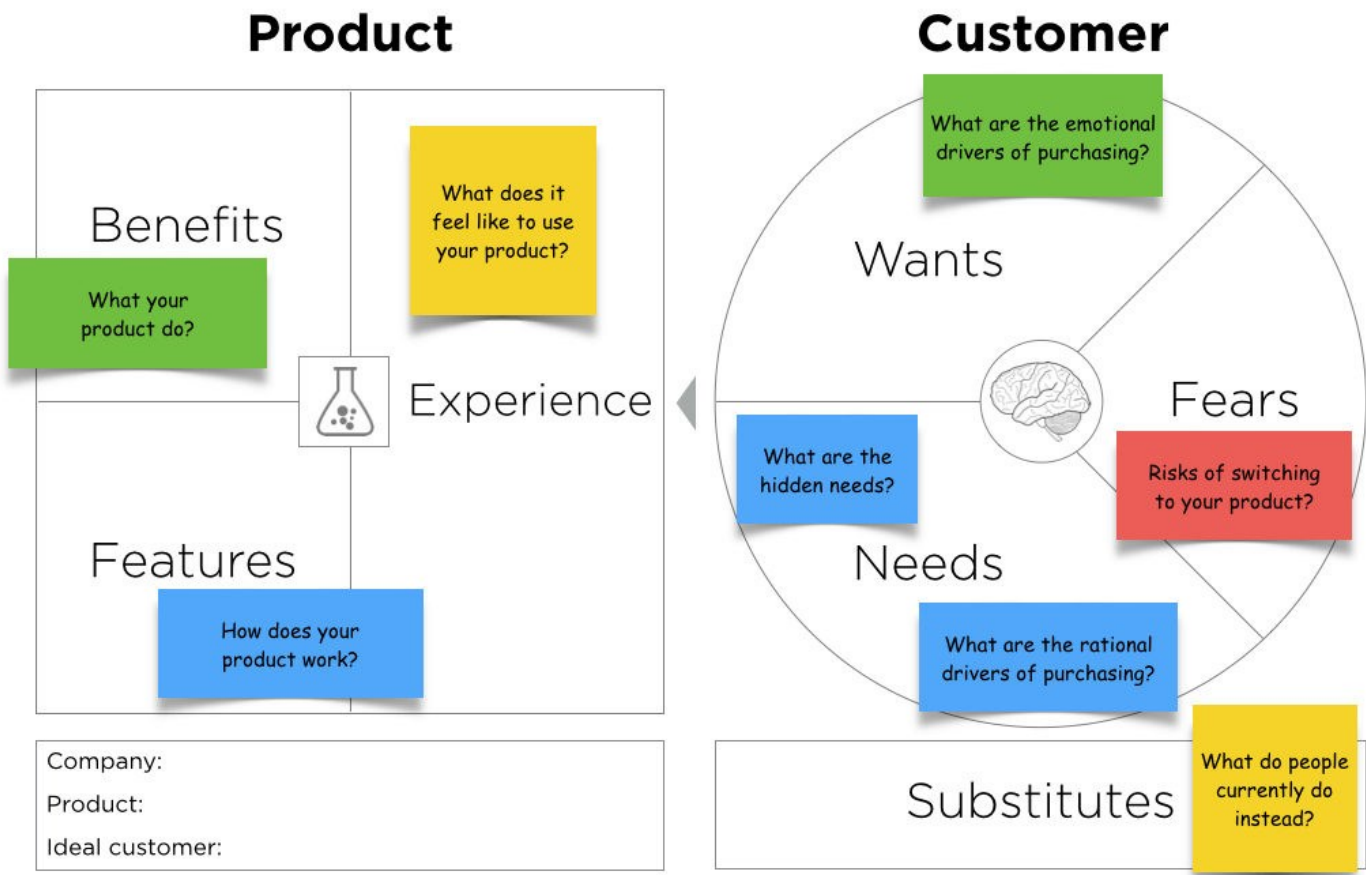 Product
Benefits
What your
product do?
What does it
feel like to use
your product?
Experience
Features
How does your
product work?
Company:
Product:
Ideal customer:
Customer
What are the emotional
drivers of purchasing?
Wants
Fears
Risks of switching
to your product?
What are the
hidden needs?
Needs
What are the rational
drivers of purchasing?
Substitutes
What do people
currently do
instead?